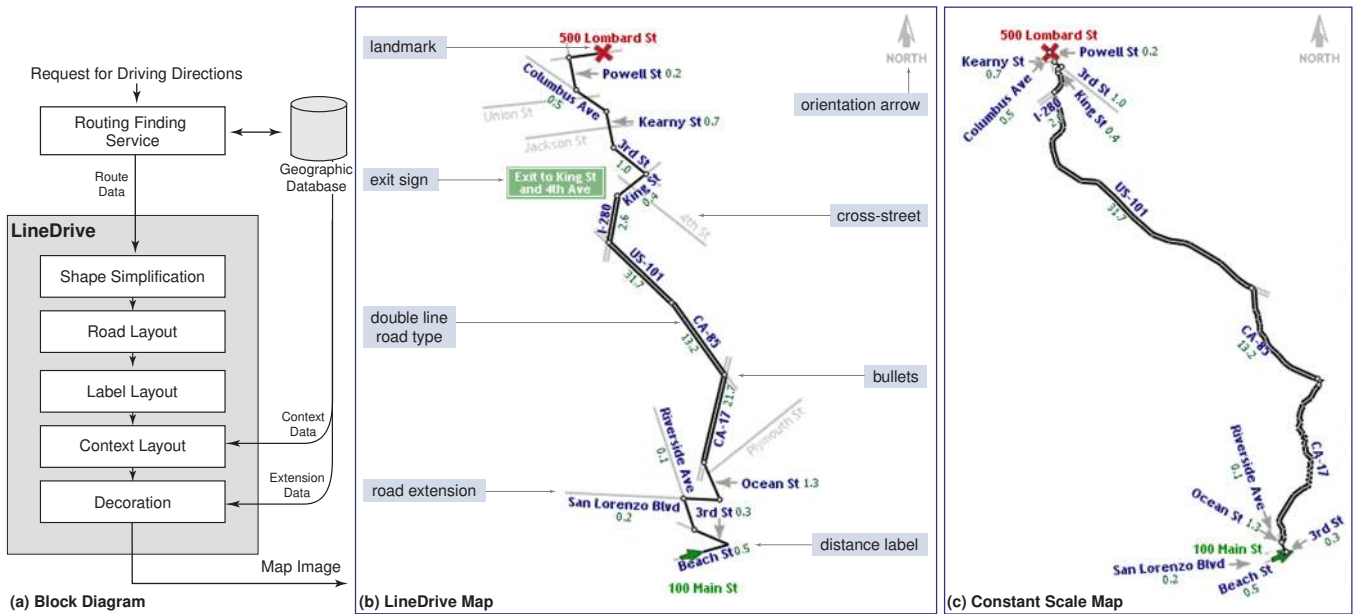 Request for Driving Directions
Routing Finding
Service
Geographic
Database
Route
Data
LineDrive
Shape Simplification
Road Layout
Label Layout
Context
Data
Context Layout
Extension
Data
Decoration
Map Image
(a) Block Diagram
landmark
500 Lombard St
NORTH
Powell St 0.2
orientation arrow
Columbus Ave
0.5
Union St
Kearny St 0.7
Jackson St
3rd St
1.0
exit sign
Exit to King St
and 4th Ave
King St
0.4
4th St
cross-street
I-280
2.6
US-101
31.7
double line
road type
CA-85
13.2
bullets
21.7
CA-17
Plymouth St
Riverside Ave
0.1
Ocean St 1.3
road extension
San Lorenzo Blvd
0.2
3rd St 0.3
distance label
Beach St 0.5
100 Main St
(b) LineDrive Map
500 Lombard St
NORTH
Powell St 0.2
Kearny St
0.7
3rd St 1.0
Columbus Ave
0.5
King St 0.4
I-280
US-101
31.7
CA-85
13.2
CA-17
Riverside Ave
0.1
Ocean St 1.3
3rd St
0.3
100 Main St
San Lorenzo Blvd
0.2
Beach St
0.5
(c) Constant Scale Map